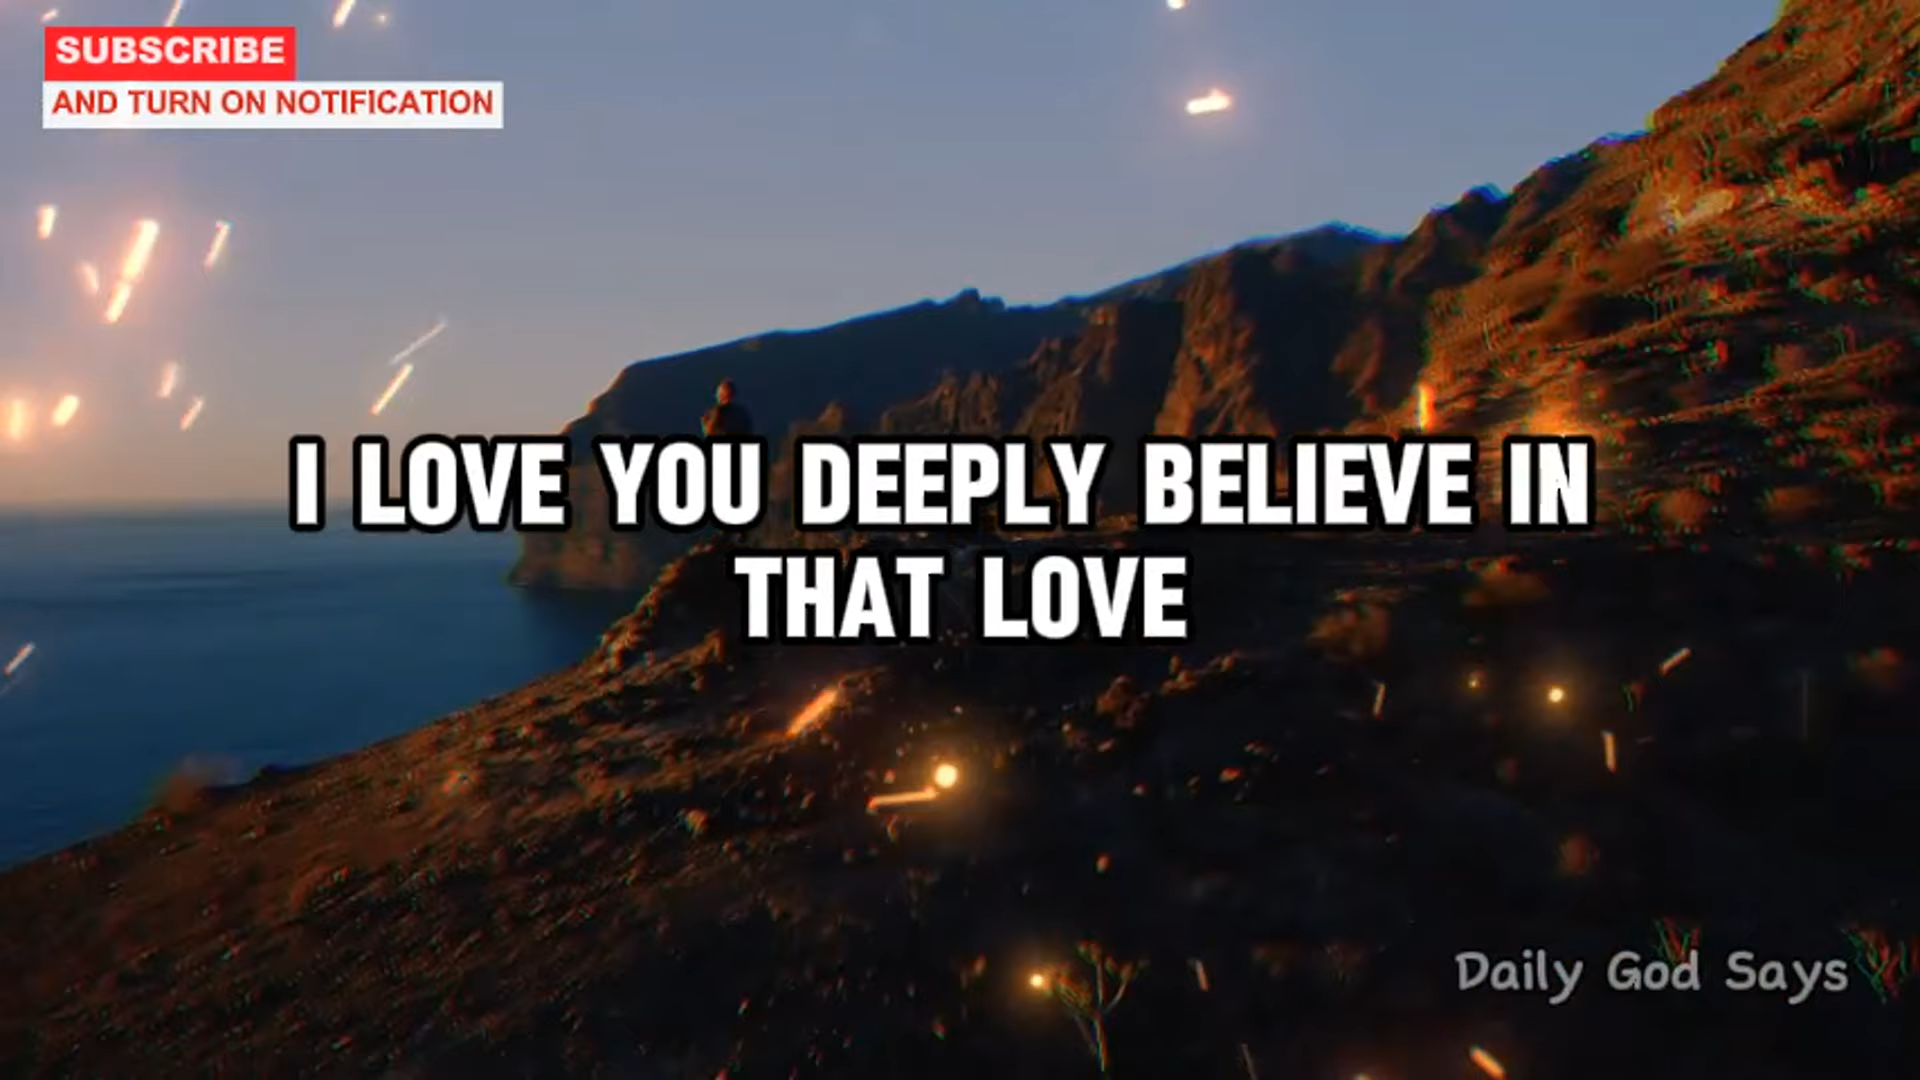 SUBSCRIBE
AND TURN ON NOTIFICATION
I LOVE YOU DEEPLY BELIEVE IN
THAT LOVE
Daily God Says